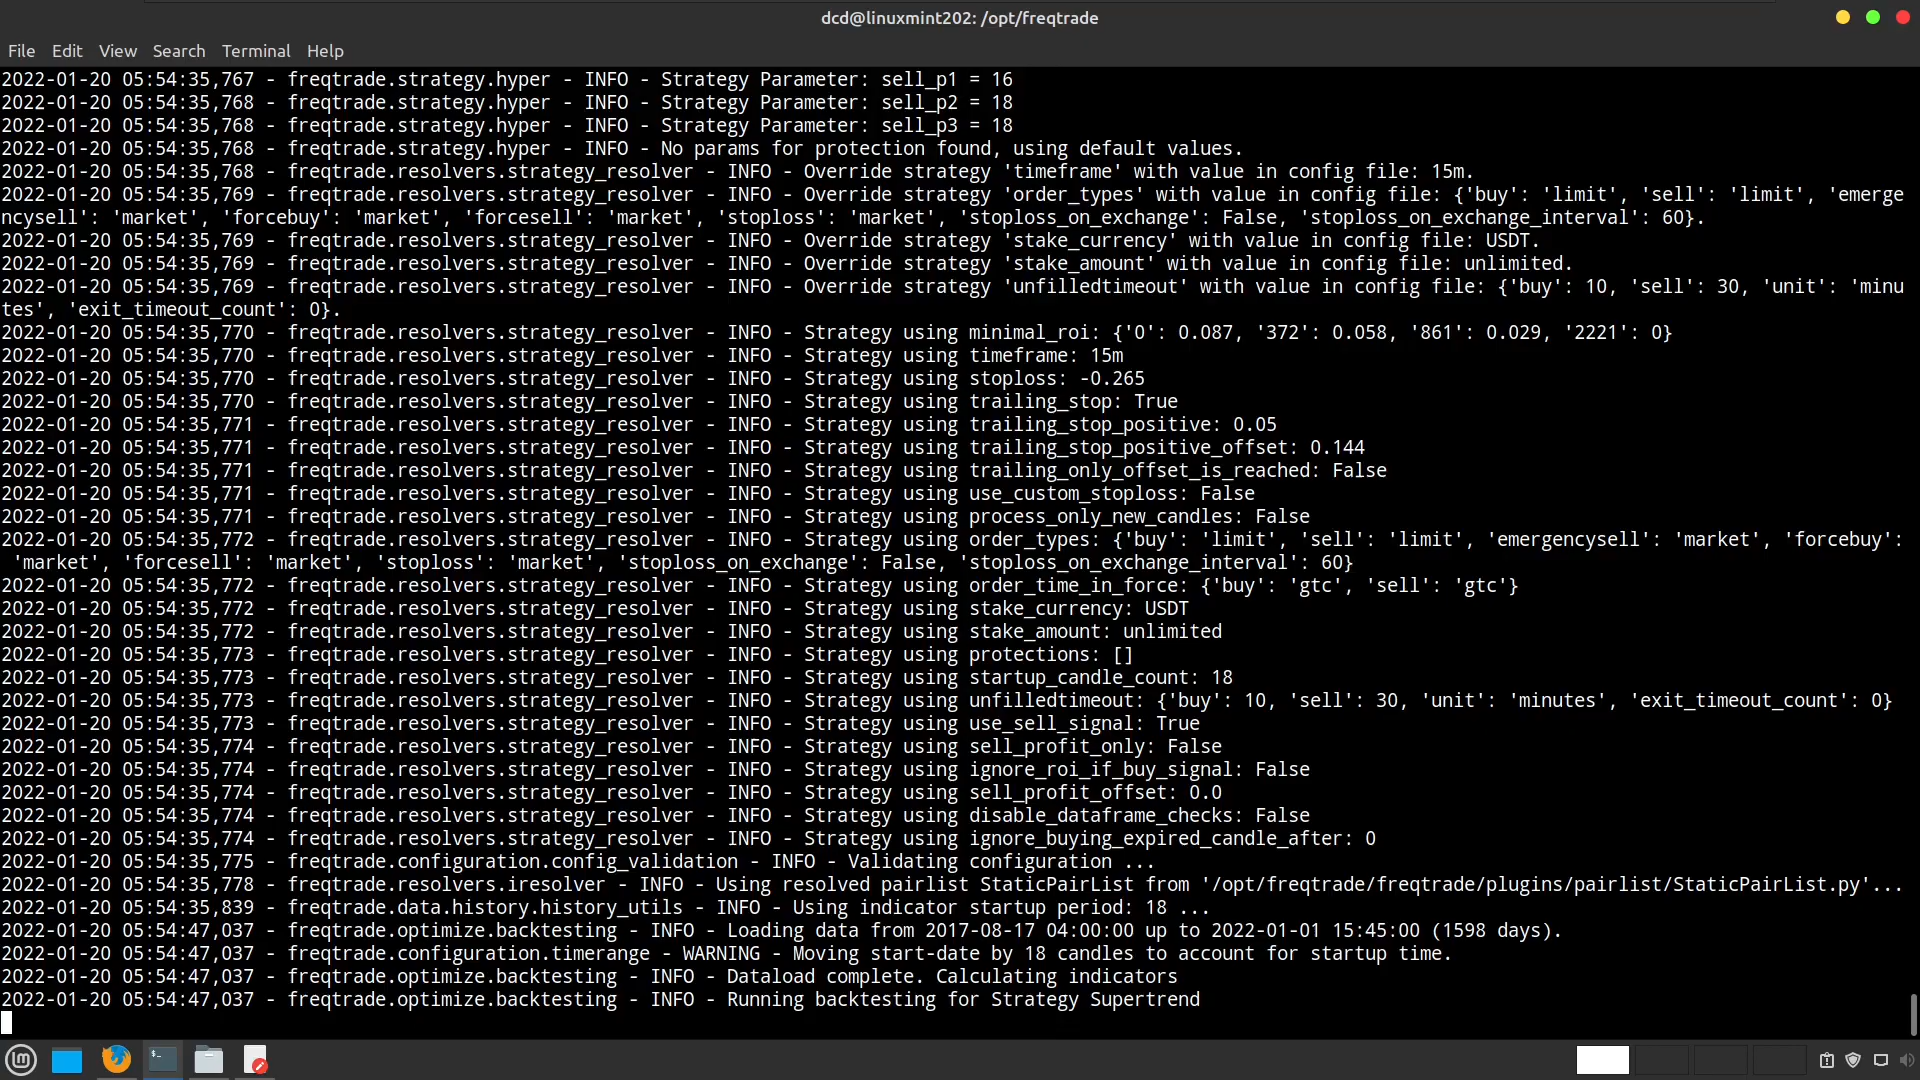 dcd@linuxmint202: /opt/freqtrade
File Edit View Search Terminal Help
2022-01-20 05:54:35,767 - freqtrade.strategy.hyper - INFO - Strategy Parameter: sell_p1 = 16
2022-01-20 05:54:35,768 - freqtrade.strategy.hyper - INFO - Strategy Parameter: sell_p2 = 18
2022-01-20 05:54:35,768 - freqtrade.strategy.hyper - INFO - Strategy Parameter: sell_p3 = 18
2022-01-20 05:54:35,768 - freqtrade.strategy.hyper - INFO - No params for protection found, using default values.
2022-01-20 05:54:35,768 - freqtrade.resolvers.strategy_resolver - INFO - Override strategy 'timeframe' with value in config file: 15m.
2022-01-20 05:54:35,769 - freqtrade.resolvers.strategy_resolver - INFO - Override strategy 'order_types' with value in config file: {'buy': 'limit', 'sell': 'limit', 'emerge
ncysell': 'market', 'forcebuy': 'market', 'forcesell': 'market', 'stoploss': 'market', 'stoploss_on_exchange': False, 'stoploss_on_exchange_interval': 60}.
2022-01-20 05:54:35,769 - freqtrade.resolvers.strategy_resolver - INFO - Override strategy 'stake_currency' with value in config file: USDT.
2022-01-20 05:54:35,769 - freqtrade.resolvers.strategy_resolver - INFO - Override strategy 'stake_amount' with value in config file: unlimited.
2022-01-20 05:54:35,769 - freqtrade.resolvers.strategy_resolver - INFO - Override strategy 'unfilledtimeout' with value in config file: {'buy': 10, 'sell': 30, 'unit': 'minu
tes', 'exit_timeout_count': 0}.
2022-01-20 05:54:35,770 - freqtrade.resolvers.strategy_resolver - INFO - Strategy using minimal_roi: {'0': 0.087, '372': 0.058, '861': 0.029, '2221': 0}
2022-01-20 05:54:35,770 - freqtrade.resolvers.strategy_resolver - INFO - Strategy using timeframe: 15m
2022-01-20 05:54:35,770 - freqtrade.resolvers.strategy_resolver - INFO - Strategy using stoploss: -0.265
2022-01-20 05:54:35,770 - freqtrade.resolvers.strategy_resolver - INFO - Strategy using trailing_stop: True
2022-01-20 05:54:35,771 - freqtrade.resolvers.strategy_resolver - INFO - Strategy using trailing_stop_positive: 0.05
2022-01-20 05:54:35,771 - freqtrade.resolvers.strategy_resolver - INFO - Strategy using trailing_stop_positive_offset: 0.144
2022-01-20 05:54:35,771 - freqtrade.resolvers.strategy_resolver - INFO - Strategy using trailing_only_offset_is_reached: False
2022-01-20 05:54:35,771 - freqtrade.resolvers.strategy_resolver - INFO - Strategy using use_custom_stoploss: False
2022-01-20 05:54:35,771 - freqtrade.resolvers.strategy_resolver - INFO - Strategy using process_only_new_candles: False
2022-01-20 05:54:35,772 - freqtrade.resolvers.strategy_resolver - INFO - Strategy using order_types: {'buy': 'limit', 'sell': 'limit', 'emergencysell': 'market', 'forcebuy':
 'market', 'forcesell': 'market', 'stoploss': 'market', 'stoploss_on_exchange': False, 'stoploss_on_exchange_interval': 60}
2022-01-20 05:54:35,772 - freqtrade.resolvers.strategy_resolver - INFO - Strategy using order_time_in_force: {'buy': 'gtc', 'sell': 'gtc'}
2022-01-20 05:54:35,772 - freqtrade.resolvers.strategy_resolver - INFO - Strategy using stake_currency: USDT
2022-01-20 05:54:35,772 - freqtrade.resolvers.strategy_resolver - INFO - Strategy using stake_amount: unlimited
2022-01-20 05:54:35,773 - freqtrade.resolvers.strategy_resolver - INFO - Strategy using protections: []
2022-01-20 05:54:35,773 - freqtrade.resolvers.strategy_resolver - INFO - Strategy using startup_candle_count: 18
2022-01-20 05:54:35,773 - freqtrade.resolvers.strategy_resolver - INFO - Strategy using unfilledtimeout: {'buy': 10, 'sell': 30, 'unit': 'minutes', 'exit_timeout_count': 0}
2022-01-20 05:54:35,773 - freqtrade.resolvers.strategy_resolver - INFO - Strategy using use_sell_signal: True
2022-01-20 05:54:35,774 - freqtrade.resolvers.strategy_resolver - INFO - Strategy using sell_profit_only: False
2022-01-20 05:54:35,774 - freqtrade.resolvers.strategy_resolver - INFO - Strategy using ignore_roi_if_buy_signal: False
2022-01-20 05:54:35,774 - freqtrade.resolvers.strategy_resolver - INFO - Strategy using sell_profit_offset: 0.0
2022-01-20 05:54:35,774 - freqtrade.resolvers.strategy_resolver - INFO - Strategy using disable_dataframe_checks: False
2022-01-20 05:54:35,774 - freqtrade.resolvers.strategy_resolver - INFO - Strategy using ignore_buying_expired_candle_after: 0
2022-01-20 05:54:35,775 - freqtrade.configuration.config_validation - INFO - Validating configuration ...
2022-01-20 05:54:35,778 - freqtrade.resolvers.iresolver - INFO - Using resolved pairlist StaticPairList from '/opt/freqtrade/freqtrade/plugins/pairlist/StaticPairList.py'...
2022-01-20 05:54:35,839 - freqtrade.data.history.history_utils - INFO - Using indicator startup period: 18 ...
2022-01-20 05:54:47,037 - freqtrade.optimize.backtesting - INFO - Loading data from 2017-08-17 04:00:00 up to 2022-01-01 15:45:00 (1598 days).
2022-01-20 05:54:47,037 - freqtrade.configuration.timerange - WARNING - Moving start-date by 18 candles to account for startup time.
2022-01-20 05:54:47,037 - freqtrade.optimize.backtesting - INFO - Dataload complete. Calculating indicators
2022-01-20 05:54:47,037 - freqtrade.optimize.backtesting - INFO - Running backtesting for Strategy Supertrend